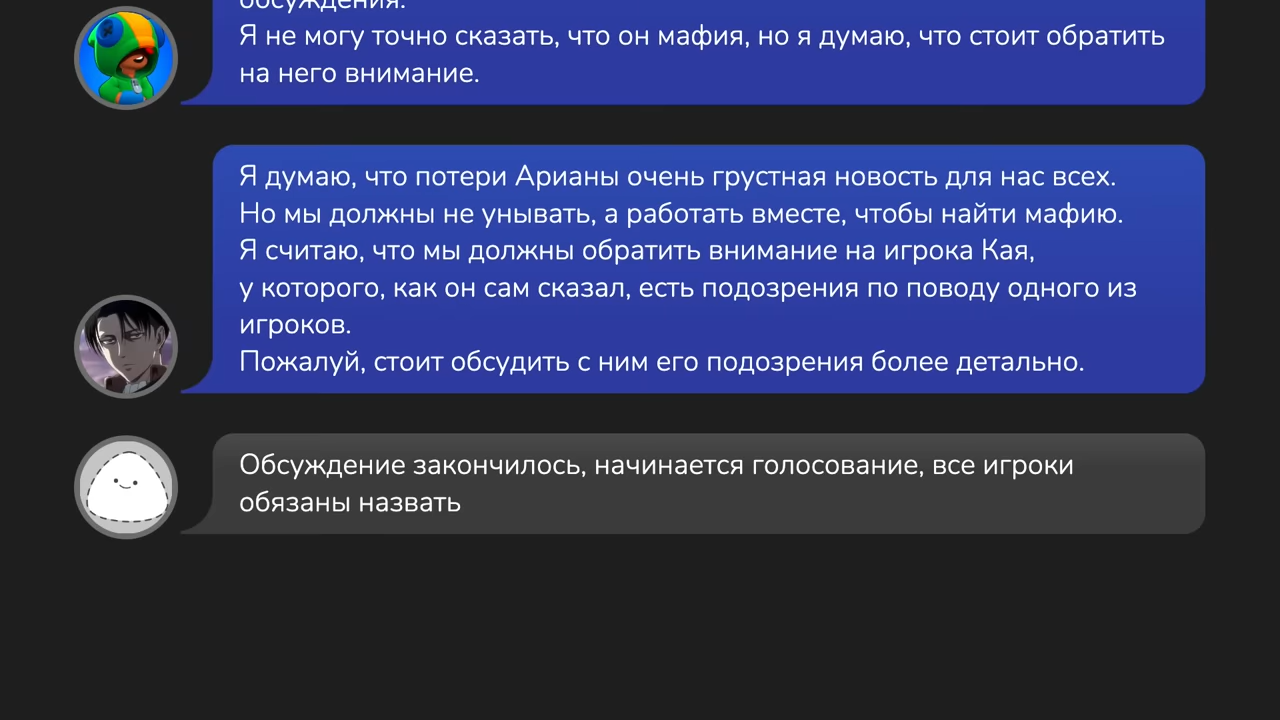 обсуждения.
Я не могу точно сказать, что он мафия, но я думаю, что стоит обратить
на него внимание.
Я думаю, что потери Арианы очень грустная новость для нас всех.
Но мы должны не унывать, а работать вместе, чтобы найти мафию.
Я считаю, что мы должны обратить внимание на игрока Кая,
у которого, как он сам сказал, есть подозрения по поводу одного из
игроков.
Пожалуй, стоит обсудить с ним его подозрения более детально.
Обсуждение закончилось, начинается голосование, все игроки
обязаны назвать